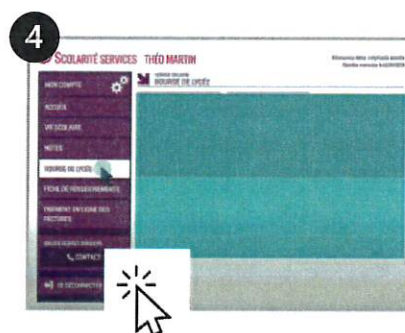 4
SCOLARITÉ SERVICES THÉO MARTIN
BOURSE DE LYCÉE
MON COMPTE
ACCUEIL
VIE SCOLAIRE
NOTES
BOURSE DE LYCÉE
FICHE DE RENSEIGNEMENTS
PAIEMENT EN LIGNE DES
FACTURES
CONTACT
SE DÉCONNECTER